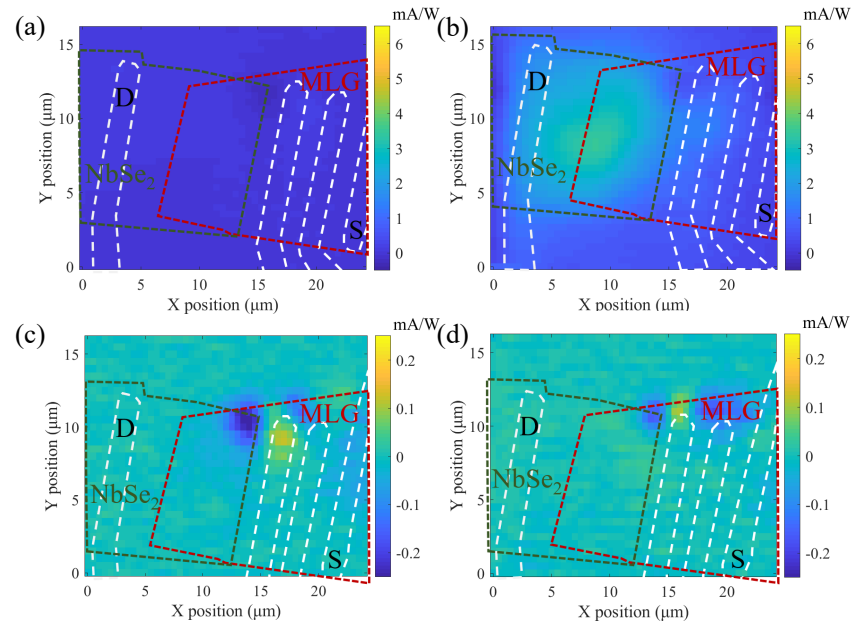 (a)
mA/W
15
10
5
0
Y position (μm)
0
5
10
15
20
X position (μm)
D
NbSe2
MLG
S
6
5
4
3
2
1
0
(b)
mA/W
15
10
5
0
Y position (μm)
0
5
10
15
20
X position (μm)
D
NbSe2
MLG
S
6
5
4
3
2
1
0
(c)
mA/W
15
10
5
0
Y position (μm)
0
5
10
15
20
X position (μm)
D
NbSe2
MLG
S
0.2
0.1
0
-0.1
-0.2
(d)
mA/W
15
10
5
0
Y position (μm)
0
5
10
15
20
X position (μm)
D
NbSe2
MLG
S
0.2
0.1
0
-0.1
-0.2